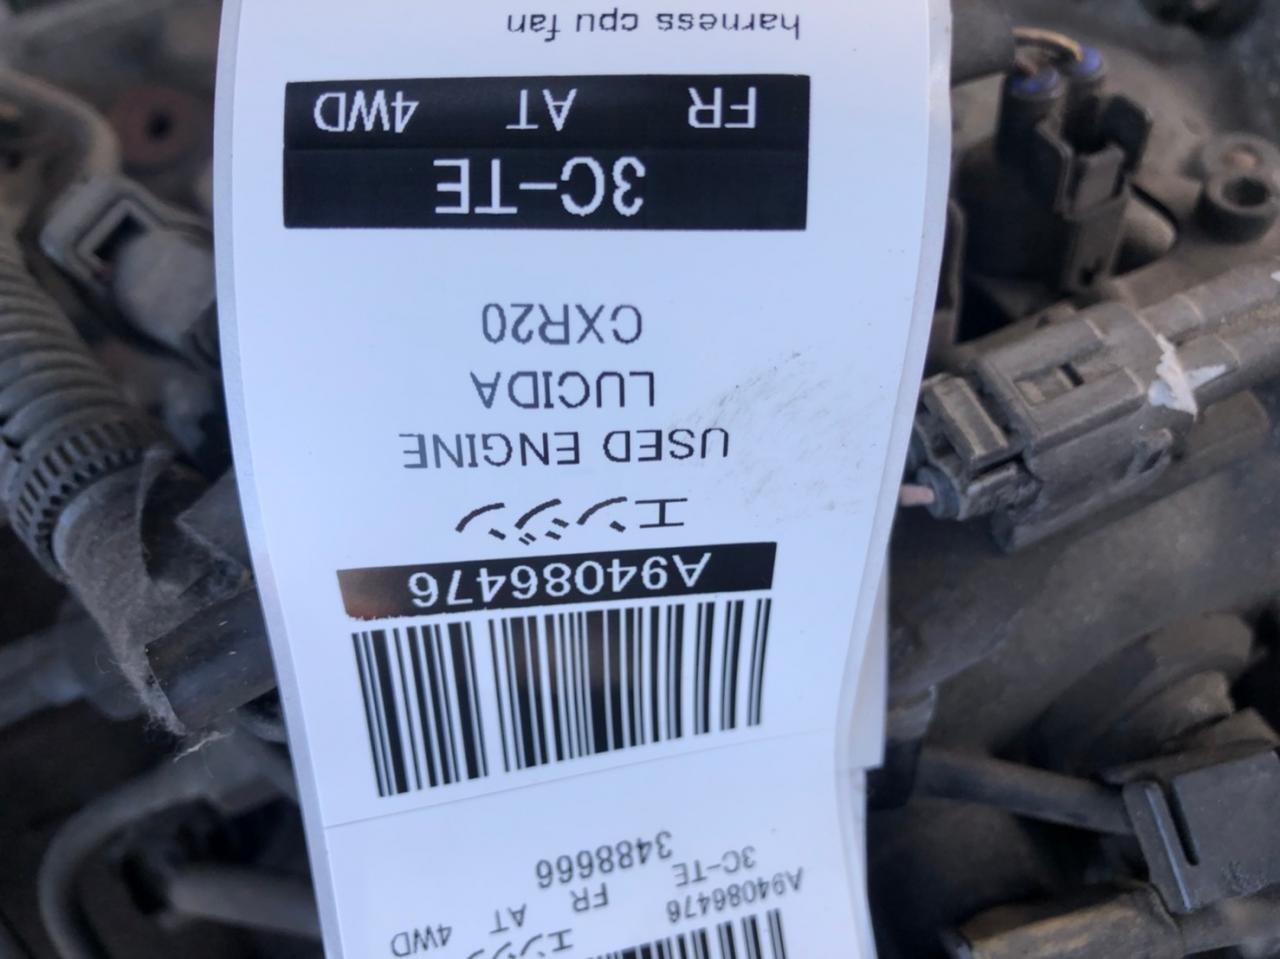 FR AT 4WD
A94086476
3C-TE
3488666
A94086476
エンジン
USED ENGINE
LUCIDA
CXR20
3C-TE
FR AT 4WD
harness cpu fan